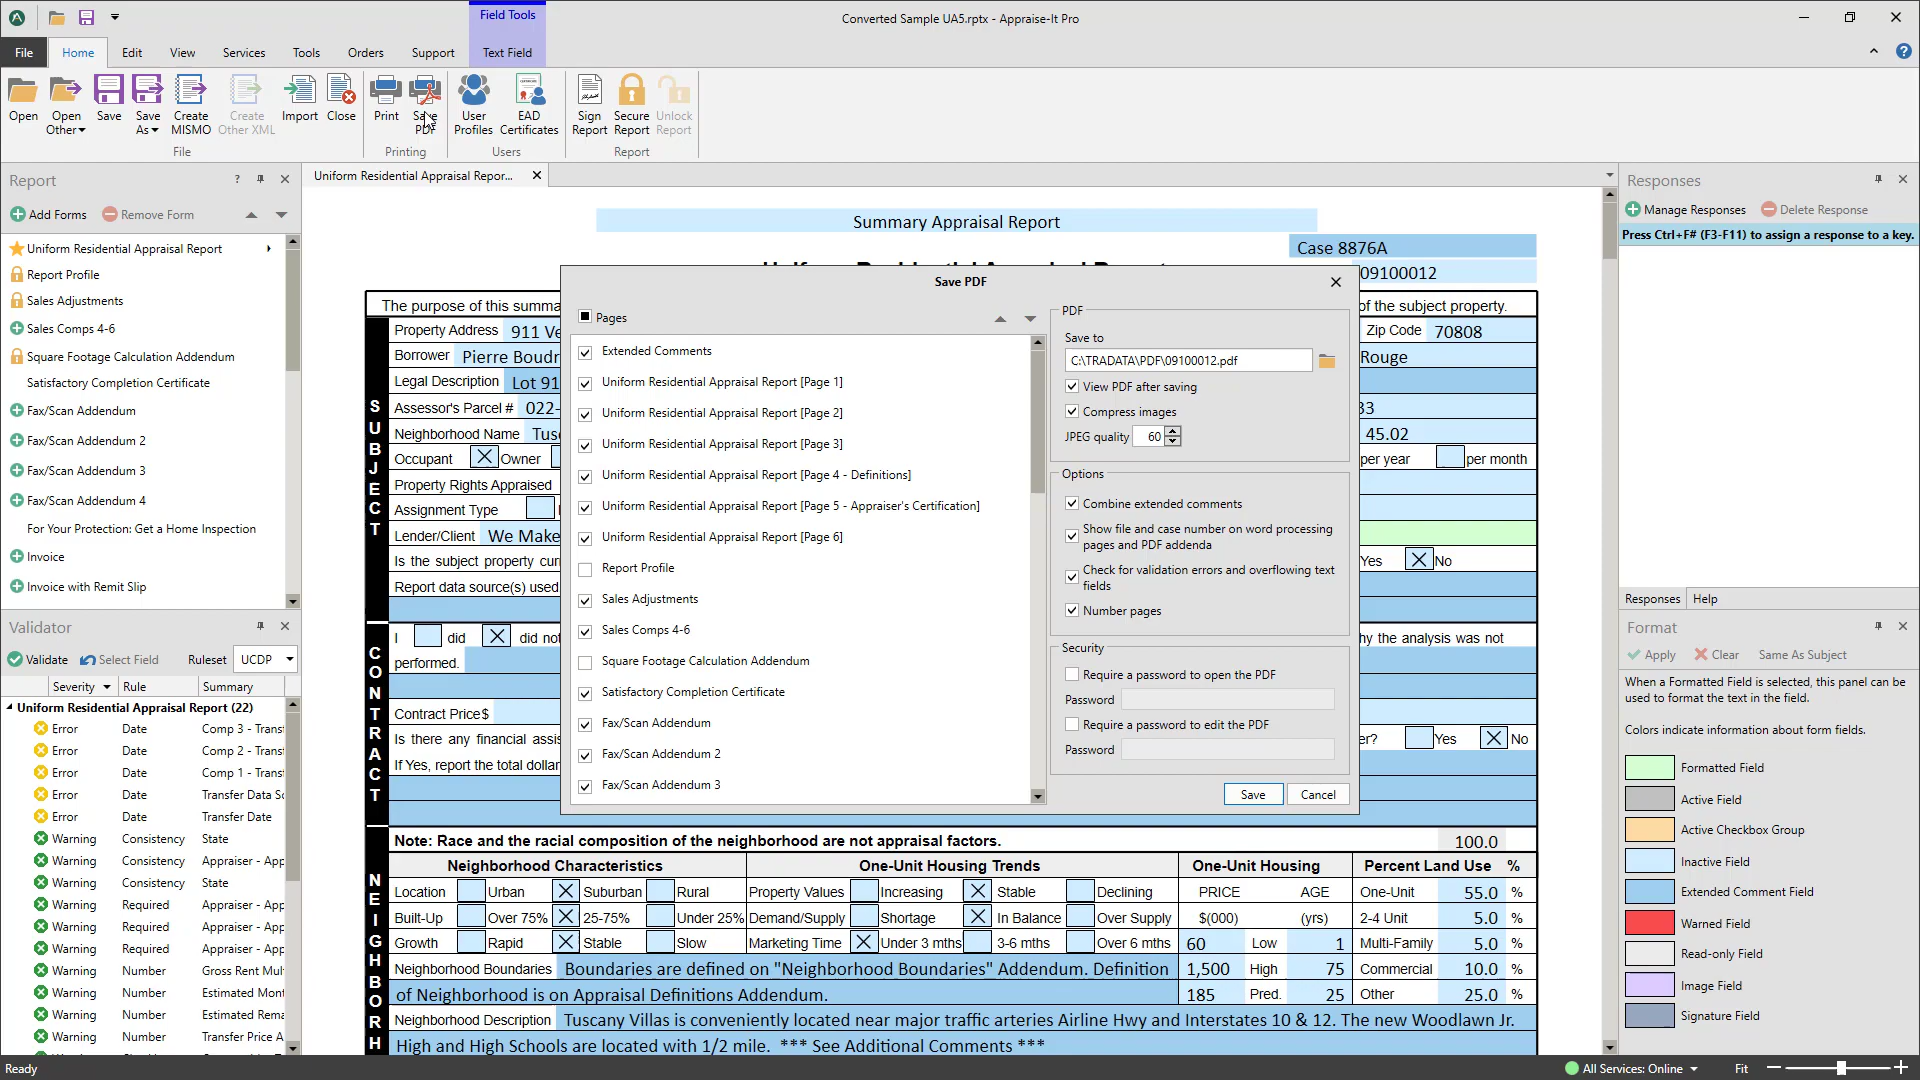 Field Tools
Converted Sample UA5.rptx - Appraise-It Pro
File
Home
Edit
View
Services
Tools
Orders
Support
Text Field
Open
Open Other
Save
Save As
Create MISMO
Create Other XML
Import
Close
Print
Save PDF
User Profiles
EAD Certificates
Sign Report
Secure Report
Unlock Report
File
Printing
Users
Report
Report
?
Add Forms
Remove Form
Uniform Residential Appraisal Report
Report Profile
Sales Adjustments
Sales Comps 4-6
Square Footage Calculation Addendum
Satisfactory Completion Certificate
Fax/Scan Addendum
Fax/Scan Addendum 2
Fax/Scan Addendum 3
Fax/Scan Addendum 4
For Your Protection: Get a Home Inspection
Invoice
Invoice with Remit Slip
Validator
Validate
Select Field
Ruleset
UCDP
Severity
Rule
Summary
Uniform Residential Appraisal Report (22)
Error Date Comp 3 - Transf
Error Date Comp 2 - Transf
Error Date Comp 1 - Transf
Error Date Transfer Data So
Error Date Transfer Date
Warning Consistency State
Warning Consistency Appraiser - App
Warning Consistency State
Warning Required Appraiser - App
Warning Required Appraiser - App
Warning Required Appraiser - App
Warning Number Gross Rent Mul
Warning Number Estimated Mont
Warning Number Estimated Rema
Warning Number Transfer Price A
Uniform Residential Appraisal Repor...
Summary Appraisal Report
Case 8876A
09100012
The purpose of this summa
of the subject property.
SUBJECT
Property Address 911 Ve
Zip Code 70808
Borrower Pierre Boudr
Rouge
Legal Description Lot 91
Assessor's Parcel # 022-
33
Neighborhood Name Tusc
45.02
Occupant X Owner
per year
per month
Property Rights Appraised
Assignment Type
Lender/Client We Make
Is the subject property curr
Yes X No
Report data source(s) used
CONTRACT
I did X did not
hy the analysis was not
performed.
Contract Price$
Is there any financial assis
er? Yes X No
If Yes, report the total dollar
Save PDF
Pages
Extended Comments
Uniform Residential Appraisal Report [Page 1]
Uniform Residential Appraisal Report [Page 2]
Uniform Residential Appraisal Report [Page 3]
Uniform Residential Appraisal Report [Page 4 - Definitions]
Uniform Residential Appraisal Report [Page 5 - Appraiser's Certification]
Uniform Residential Appraisal Report [Page 6]
Report Profile
Sales Adjustments
Sales Comps 4-6
Square Footage Calculation Addendum
Satisfactory Completion Certificate
Fax/Scan Addendum
Fax/Scan Addendum 2
Fax/Scan Addendum 3
PDF
Save to
C:\TRADATA\PDF\09100012.pdf
View PDF after saving
Compress images
JPEG quality 60
Options
Combine extended comments
Show file and case number on word processing
pages and PDF addenda
Check for validation errors and overflowing text
fields
Number pages
Security
Require a password to open the PDF
Password
Require a password to edit the PDF
Password
Save
Cancel
Note: Race and the racial composition of the neighborhood are not appraisal factors.
100.0
NEIGHBORH
Neighborhood Characteristics
One-Unit Housing Trends
One-Unit Housing
Percent Land Use %
Location Urban X Suburban Rural Property Values Increasing X Stable Declining PRICE AGE One-Unit 55.0 %
Built-Up Over 75% X 25-75% Under 25% Demand/Supply Shortage X In Balance Over Supply $(000) (yrs) 2-4 Unit 5.0 %
Growth Rapid X Stable Slow Marketing Time X Under 3 mths 3-6 mths Over 6 mths 60 Low 1 Multi-Family 5.0 %
Neighborhood Boundaries Boundaries are defined on "Neighborhood Boundaries" Addendum. Definition 1,500 High 75 Commercial 10.0 %
of Neighborhood is on Appraisal Definitions Addendum. 185 Pred. 25 Other 25.0 %
Neighborhood Description Tuscany Villas is conveniently located near major traffic arteries Airline Hwy and Interstates 10 & 12. The new Woodlawn Jr.
High and High Schools are located with 1/2 mile. *** See Additional Comments ***
Responses
Manage Responses
Delete Response
Press Ctrl+F# (F3-F11) to assign a response to a key.
Responses
Help
Format
Apply
Clear
Same As Subject
When a Formatted Field is selected, this panel can be
used to format the text in the field.
Colors indicate information about form fields.
Formatted Field
Active Field
Active Checkbox Group
Inactive Field
Extended Comment Field
Warned Field
Read-only Field
Image Field
Signature Field
Ready
All Services: Online
Fit